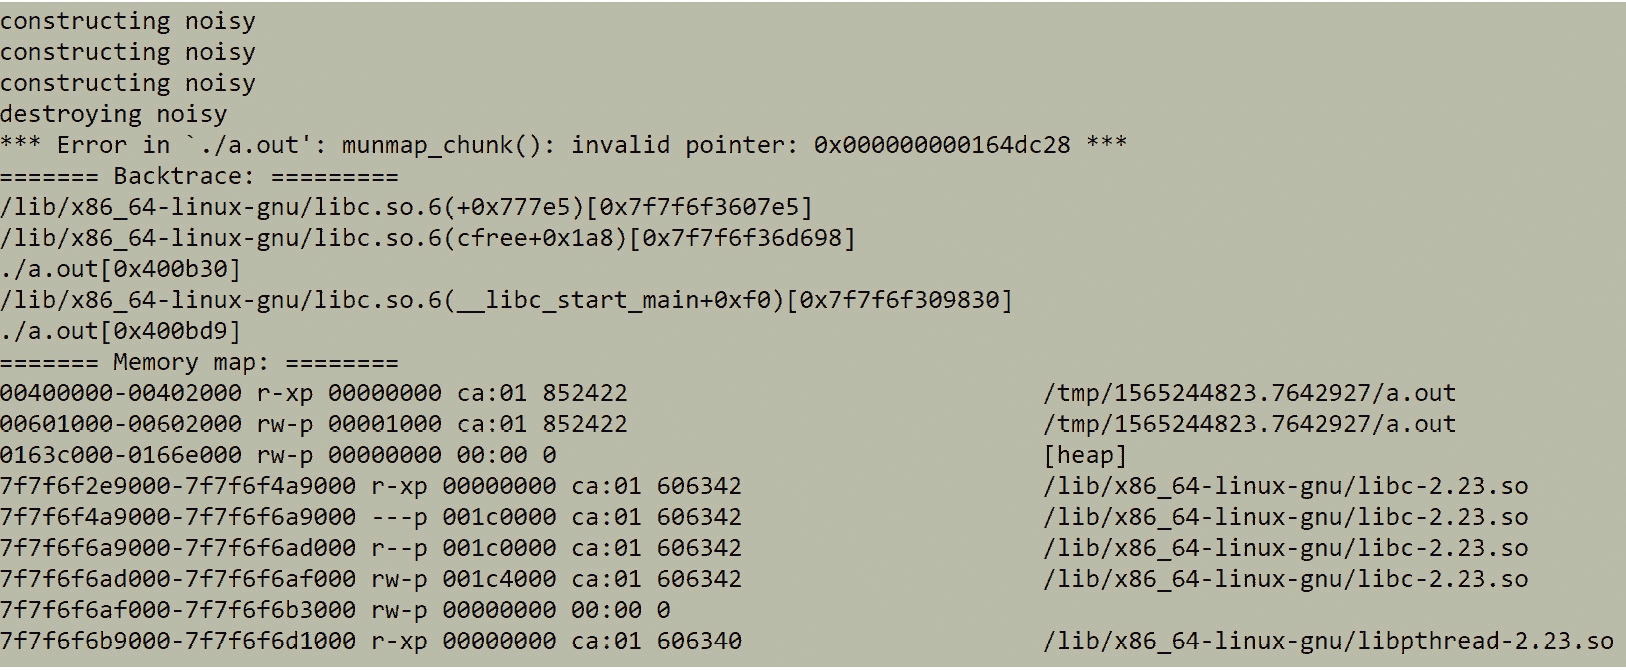 constructing noisy
constructing noisy
constructing noisy
destroying noisy
*** Error in `./a.out': munmap_chunk(): invalid pointer: 0x000000000164dc28 ***
======= Backtrace: =========
/lib/x86_64-linux-gnu/libc.so.6(+0x777e5)[0x7f7f6f3607e5]
/lib/x86_64-linux-gnu/libc.so.6(cfree+0x1a8)[0x7f7f6f36d698]
./a.out[0x400b30]
/lib/x86_64-linux-gnu/libc.so.6(__libc_start_main+0xf0)[0x7f7f6f309830]
./a.out[0x400bd9]
======= Memory map: ========
00400000-00402000 r-xp 00000000 ca:01 852422 /tmp/1565244823.7642927/a.out
00601000-00602000 rw-p 00001000 ca:01 852422 /tmp/1565244823.7642927/a.out
0163c000-0166e000 rw-p 00000000 00:00 0 [heap]
7f7f6f2e9000-7f7f6f4a9000 r-xp 00000000 ca:01 606342 /lib/x86_64-linux-gnu/libc-2.23.so
7f7f6f4a9000-7f7f6f6a9000 ---p 001c0000 ca:01 606342 /lib/x86_64-linux-gnu/libc-2.23.so
7f7f6f6a9000-7f7f6f6ad000 r--p 001c0000 ca:01 606342 /lib/x86_64-linux-gnu/libc-2.23.so
7f7f6f6ad000-7f7f6f6af000 rw-p 001c4000 ca:01 606342 /lib/x86_64-linux-gnu/libc-2.23.so
7f7f6f6af000-7f7f6f6b3000 rw-p 00000000 00:00 0
7f7f6f6b9000-7f7f6f6d1000 r-xp 00000000 ca:01 606340 /lib/x86_64-linux-gnu/libpthread-2.23.so